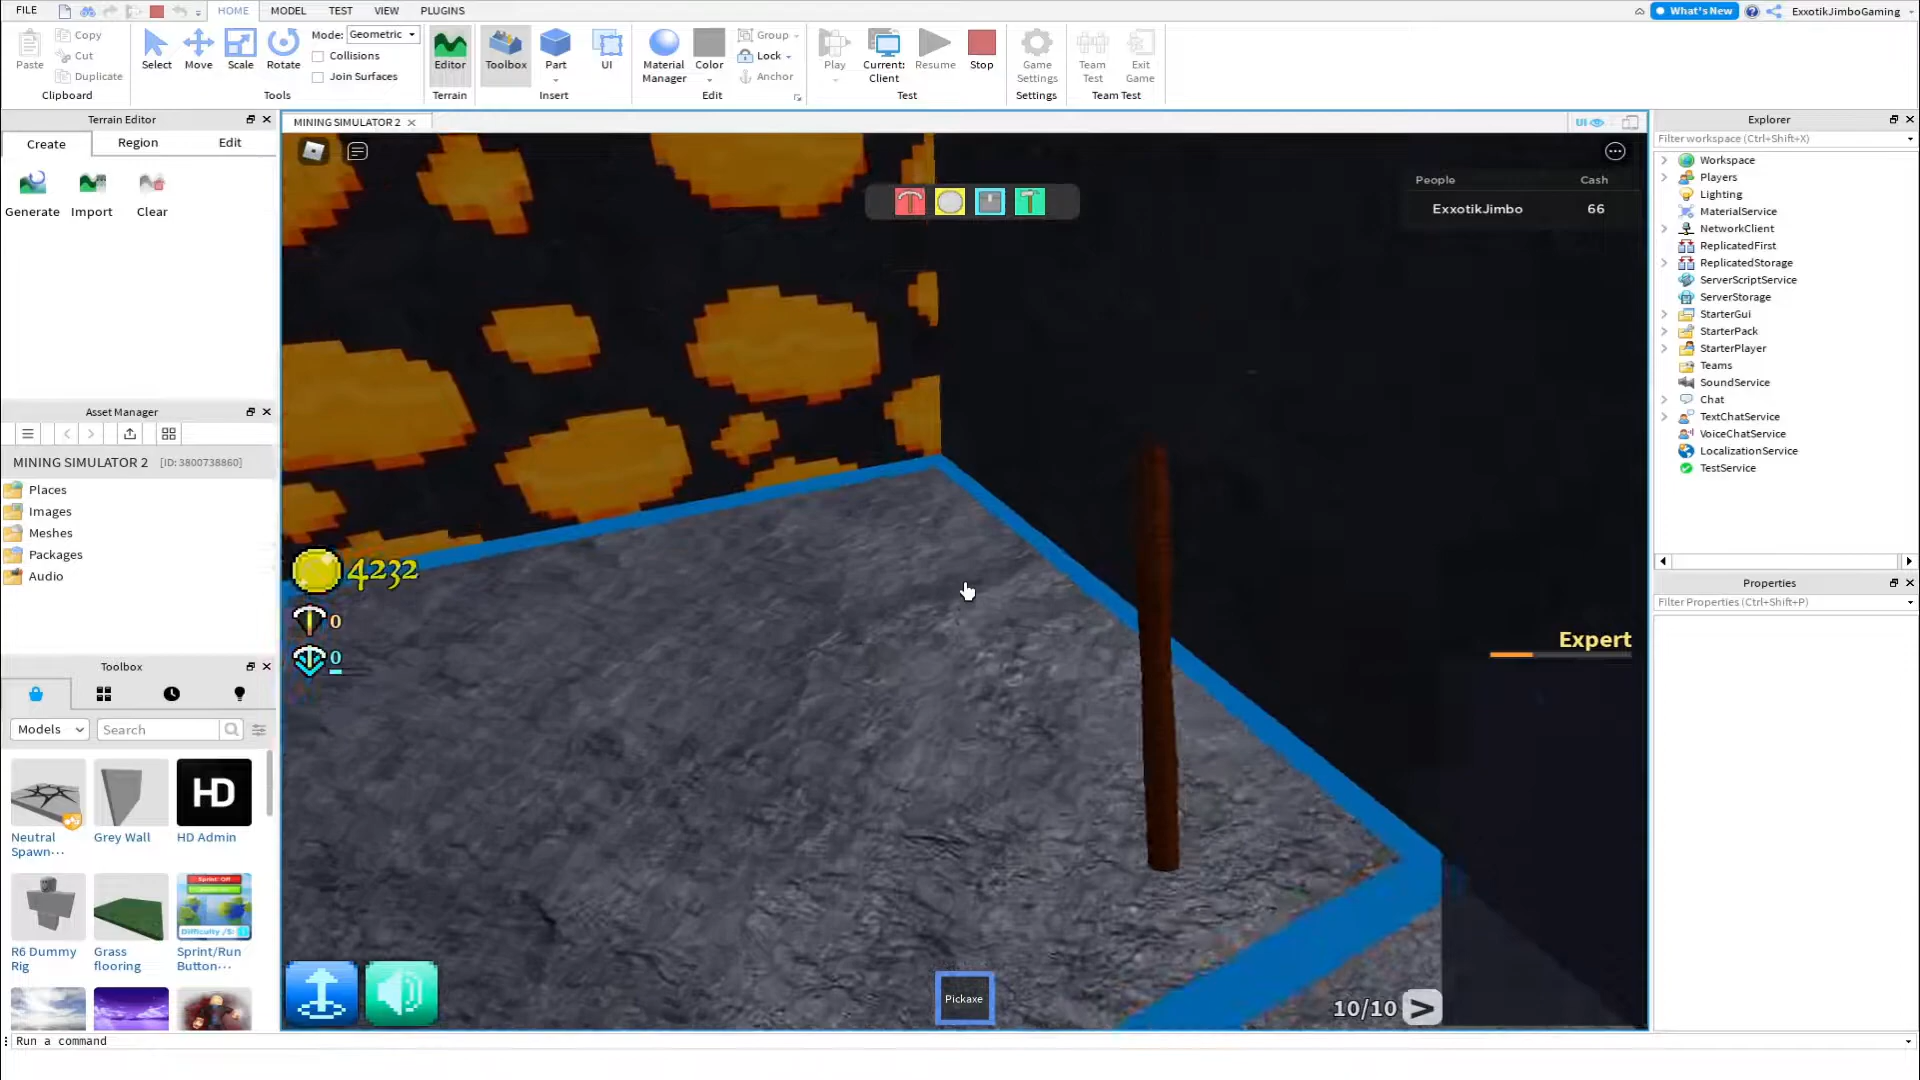 FILE
HOME
MODEL
TEST
VIEW
PLUGINS
What's New
ExxotikJimboGaming
Paste
Copy
Cut
Duplicate
Clipboard
Select
Move
Scale
Rotate
Mode: Geometric
Collisions
Join Surfaces
Tools
Editor
Terrain
Toolbox
Part
UI
Insert
Material
Manager
Color
Group
Lock
Anchor
Edit
Play
Current:
Client
Resume
Stop
Test
Game
Settings
Settings
Team
Test
Exit
Game
Team Test
Terrain Editor
Create
Region
Edit
Generate
Import
Clear
Asset Manager
MINING SIMULATOR 2 [ID: 3800738860]
Places
Images
Meshes
Packages
Audio
Toolbox
Models
Search
Neutral
Spawn···
Grey Wall
HD
HD Admin
R6 Dummy
Rig
Grass
flooring
Sprint: Off
Difficulty /S:
Sprint/Run
Button···
Run a command
MINING SIMULATOR 2
UI
People Cash
ExxotikJimbo 66
4232
0
0
Expert
Pickaxe
10/10 >
Explorer
Filter workspace (Ctrl+Shift+X)
Workspace
Players
Lighting
MaterialService
NetworkClient
ReplicatedFirst
ReplicatedStorage
ServerScriptService
ServerStorage
StarterGui
StarterPack
StarterPlayer
Teams
SoundService
Chat
TextChatService
VoiceChatService
LocalizationService
TestService
Properties
Filter Properties (Ctrl+Shift+P)